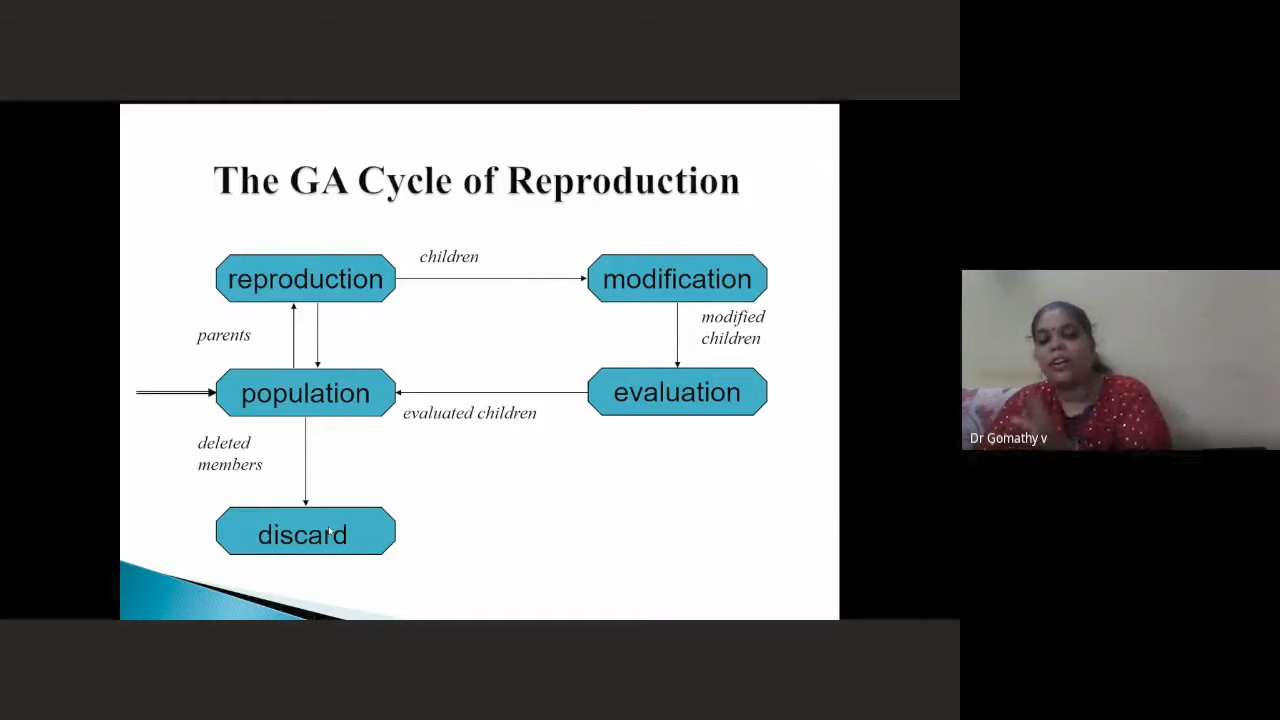 The GA Cycle of Reproduction
children
reproduction
modification
parents
modified
children
population
evaluation
evaluated children
deleted
members
discard
Dr Gomathy v